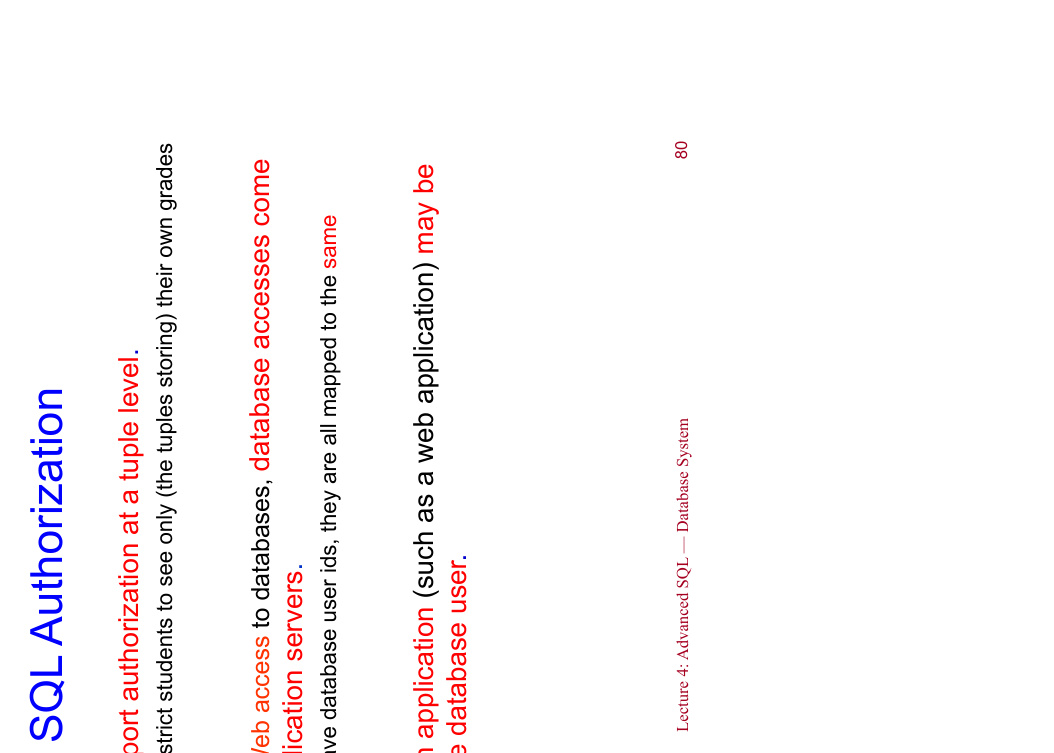 SQL Authorization
port authorization at a tuple level.
strict students to see only (the tuples storing) their own grades
Web access to databases, database accesses come
lication servers.
ave database user ids, they are all mapped to the same
n application (such as a web application) may be
e database user.
Lecture 4: Advanced SQL — Database System 80